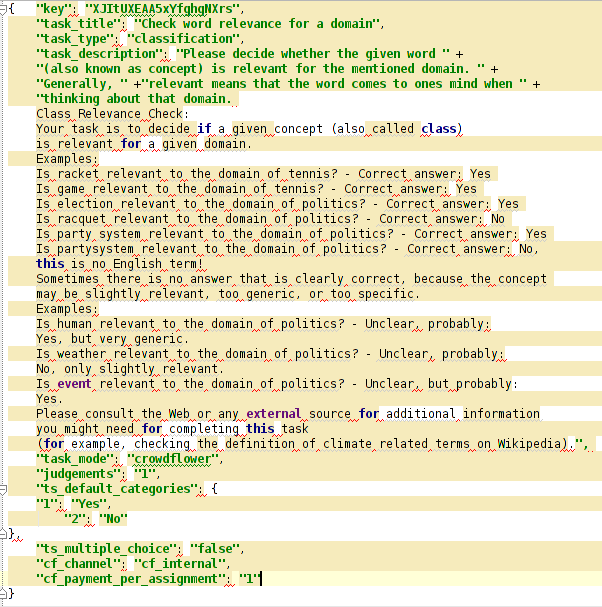 { "key": "XJItUXEAA5xYfqhgNXrs",
"task_title": "Check word relevance for a domain",
"task_type": "classification",
"task_description": "Please decide whether the given word " +
"(also known as concept) is relevant for the mentioned domain. " +
"Generally, " +"relevant means that the word comes to ones mind when " +
"thinking about that domain.
Class Relevance Check:
Your task is to decide if a given concept (also called class)
is relevant for a given domain.
Examples:
Is racket relevant to the domain of tennis? - Correct answer: Yes
Is game relevant to the domain of tennis? - Correct answer: Yes
Is election relevant to the domain of politics? - Correct answer: Yes
Is racquet relevant to the domain of politics? - Correct answer: No
Is party system relevant to the domain of politics? - Correct answer: Yes
Is partysystem relevant to the domain of politics? - Correct answer: No,
this is no English term!
Sometimes there is no answer that is clearly correct, because the concept
may be slightly relevant, too generic, or too specific.
Examples:
Is human relevant to the domain of politics? - Unclear, probably:
Yes, but very generic.
Is weather relevant to the domain of politics? - Unclear, probably:
No, only slightly relevant.
Is event relevant to the domain of politics? - Unclear, but probably:
Yes.
Please consult the Web or any external source for additional information
you might need for completing this task
(for example, checking the definition of climate related terms on Wikipedia).",
"task_mode": "crowdflower",
"judgements": "1",
"ts_default_categories": {
"1": "Yes",
"2": "No"
},
"ts_multiple_choice": "false",
"cf_channel": "cf_internal",
"cf_payment_per_assignment": "1"
}